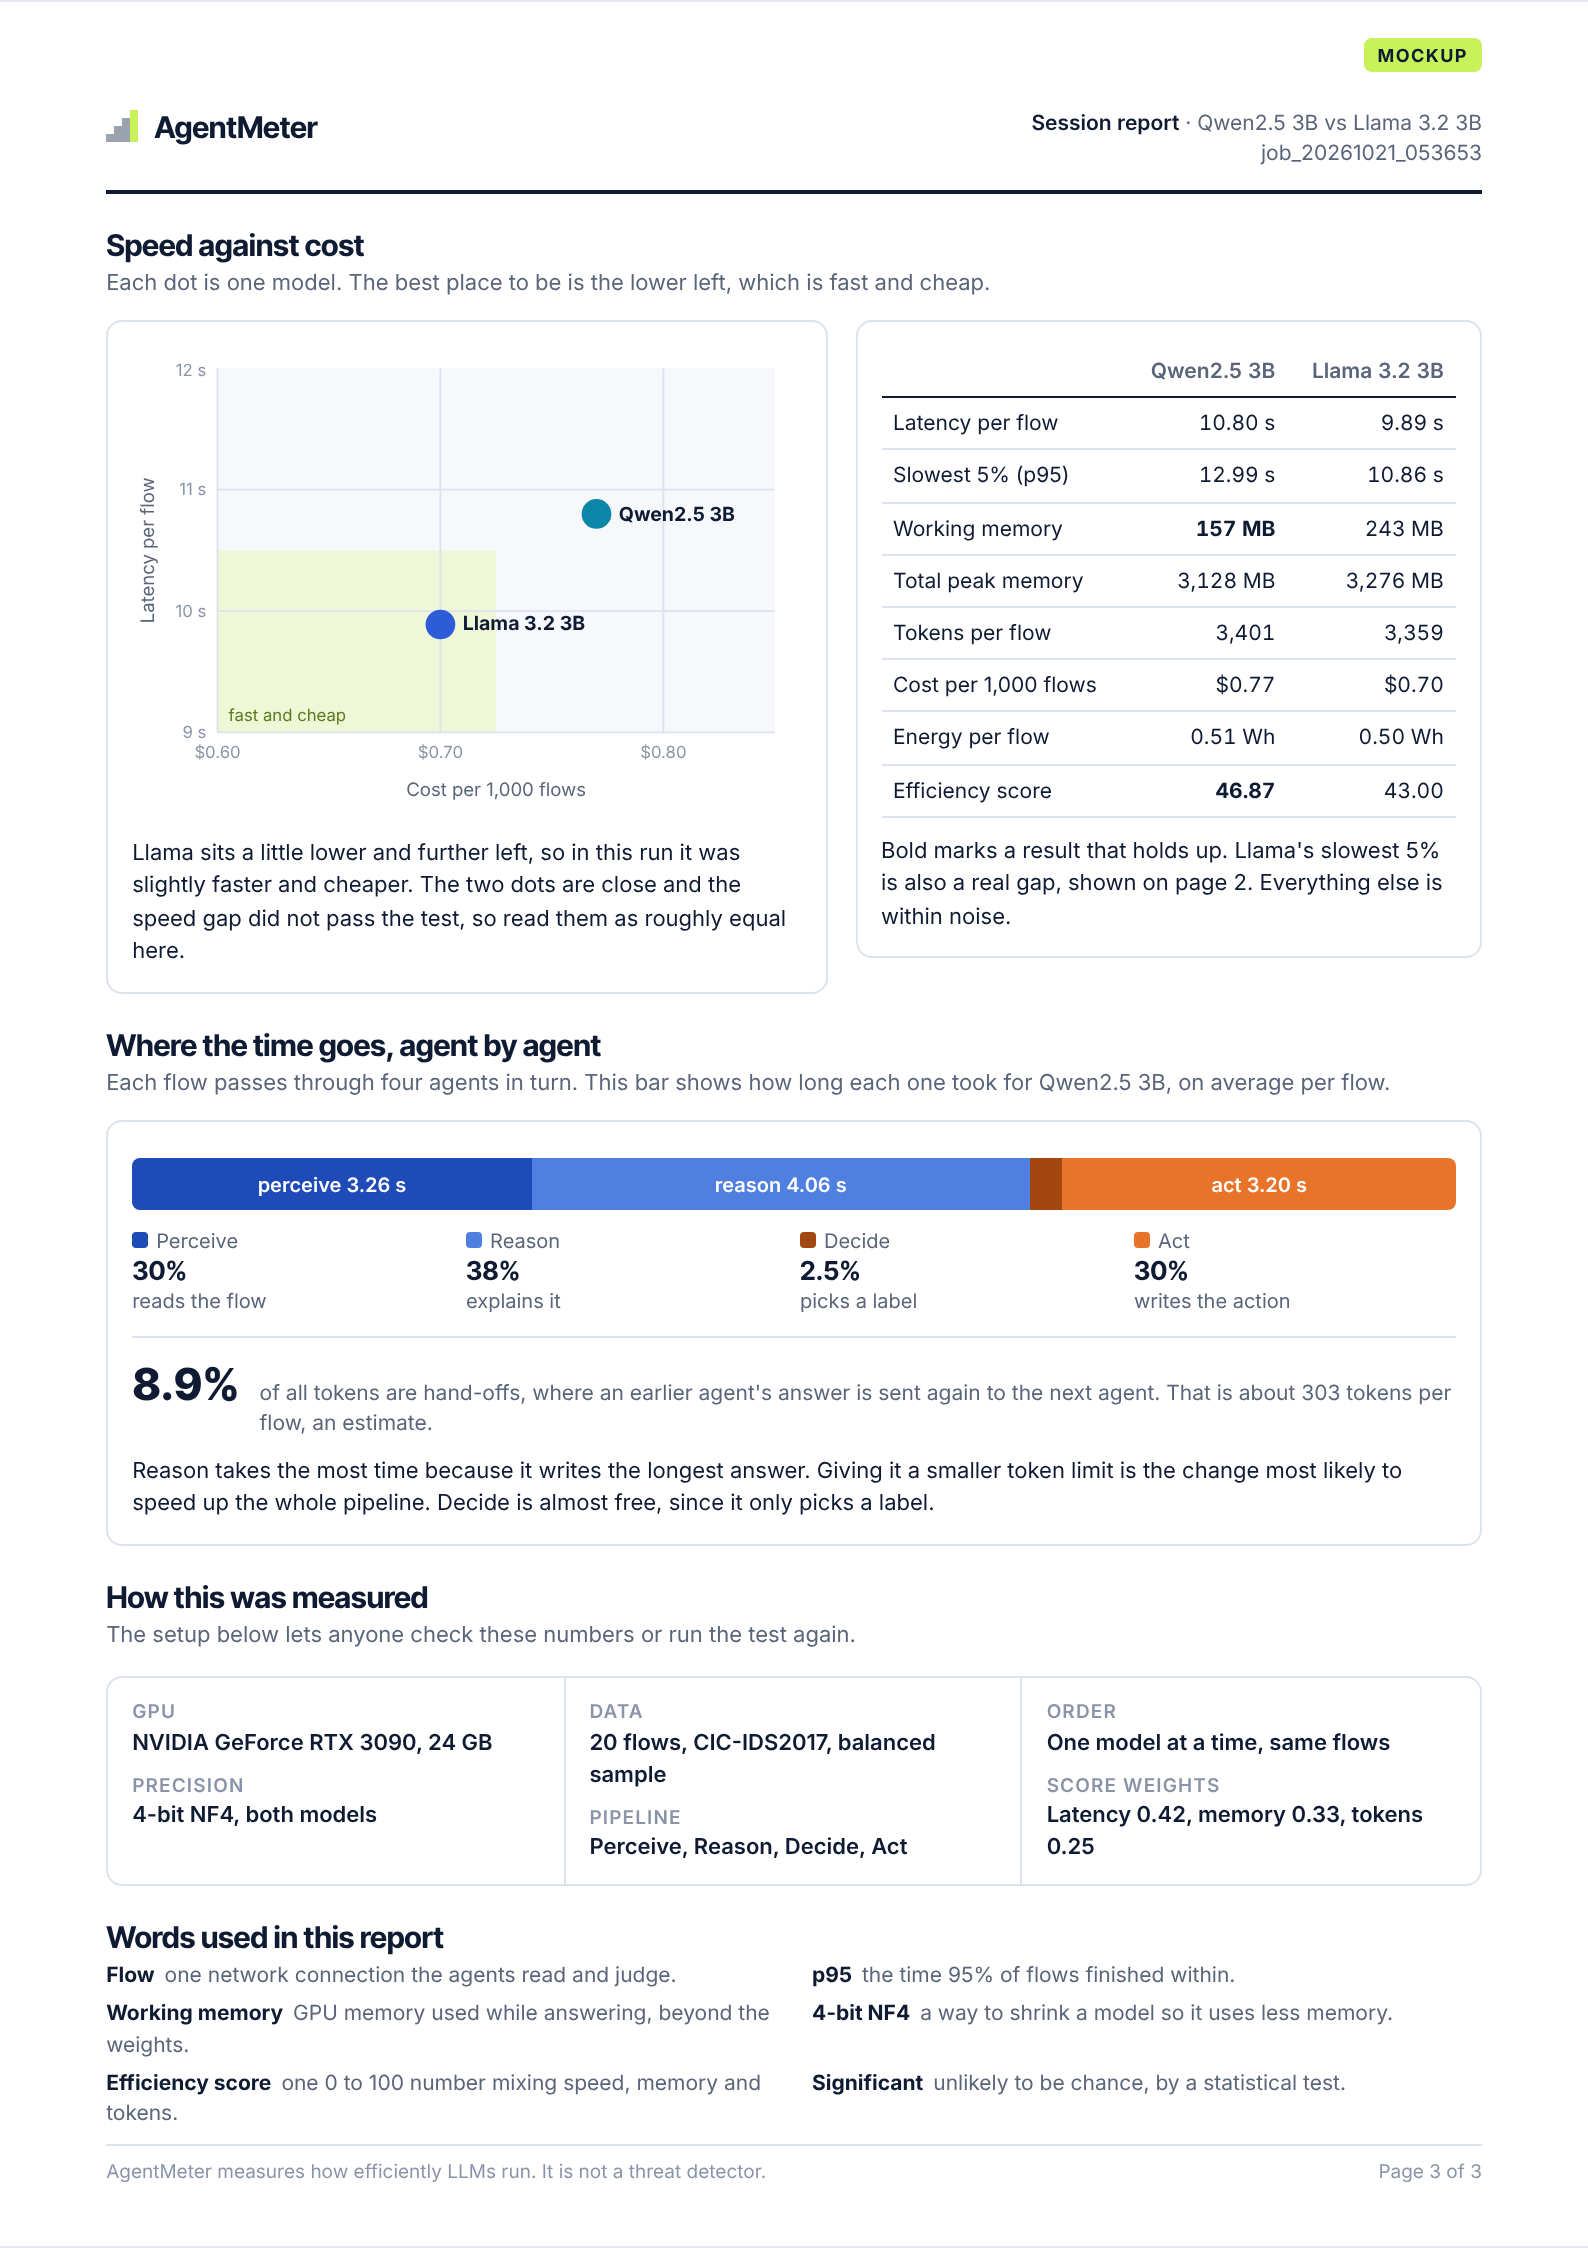 MOCKUP
AgentMeter
Session report · Qwen2.5 3B vs Llama 3.2 3B
job_20261021_053653
Speed against cost
Each dot is one model. The best place to be is the lower left, which is fast and cheap.
12 s
11 s
10 s
9 s
Latency per flow
Qwen2.5 3B
Llama 3.2 3B
fast and cheap
$0.60 $0.70 $0.80
Cost per 1,000 flows
Llama sits a little lower and further left, so in this run it was
slightly faster and cheaper. The two dots are close and the
speed gap did not pass the test, so read them as roughly equal
here.
Qwen2.5 3B Llama 3.2 3B
Latency per flow 10.80 s 9.89 s
Slowest 5% (p95) 12.99 s 10.86 s
Working memory 157 MB 243 MB
Total peak memory 3,128 MB 3,276 MB
Tokens per flow 3,401 3,359
Cost per 1,000 flows $0.77 $0.70
Energy per flow 0.51 Wh 0.50 Wh
Efficiency score 46.87 43.00
Bold marks a result that holds up. Llama's slowest 5%
is also a real gap, shown on page 2. Everything else is
within noise.
Where the time goes, agent by agent
Each flow passes through four agents in turn. This bar shows how long each one took for Qwen2.5 3B, on average per flow.
perceive 3.26 s reason 4.06 s act 3.20 s
Perceive Reason Decide Act
30% 38% 2.5% 30%
reads the flow explains it picks a label writes the action
8.9% of all tokens are hand-offs, where an earlier agent's answer is sent again to the next agent. That is about 303 tokens per
flow, an estimate.
Reason takes the most time because it writes the longest answer. Giving it a smaller token limit is the change most likely to
speed up the whole pipeline. Decide is almost free, since it only picks a label.
How this was measured
The setup below lets anyone check these numbers or run the test again.
GPU
NVIDIA GeForce RTX 3090, 24 GB
PRECISION
4-bit NF4, both models
DATA
20 flows, CIC-IDS2017, balanced
sample
PIPELINE
Perceive, Reason, Decide, Act
ORDER
One model at a time, same flows
SCORE WEIGHTS
Latency 0.42, memory 0.33, tokens
0.25
Words used in this report
Flow one network connection the agents read and judge.
p95 the time 95% of flows finished within.
Working memory GPU memory used while answering, beyond the
weights.
4-bit NF4 a way to shrink a model so it uses less memory.
Efficiency score one 0 to 100 number mixing speed, memory and
tokens.
Significant unlikely to be chance, by a statistical test.
AgentMeter measures how efficiently LLMs run. It is not a threat detector.
Page 3 of 3